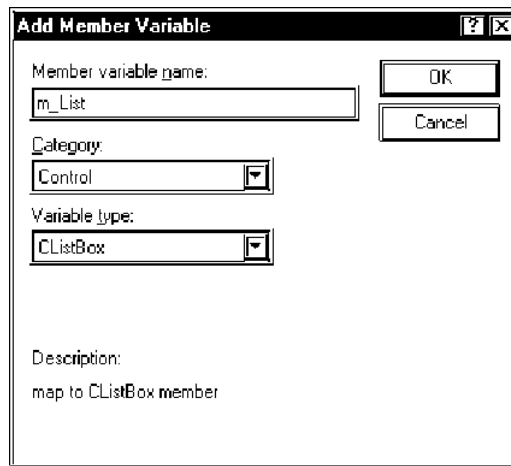 Add Member Variable
Member variable name:
OK
m_List
Cancel
Category:
Control
Variable type:
CListBox
Description:
map to CListBox member